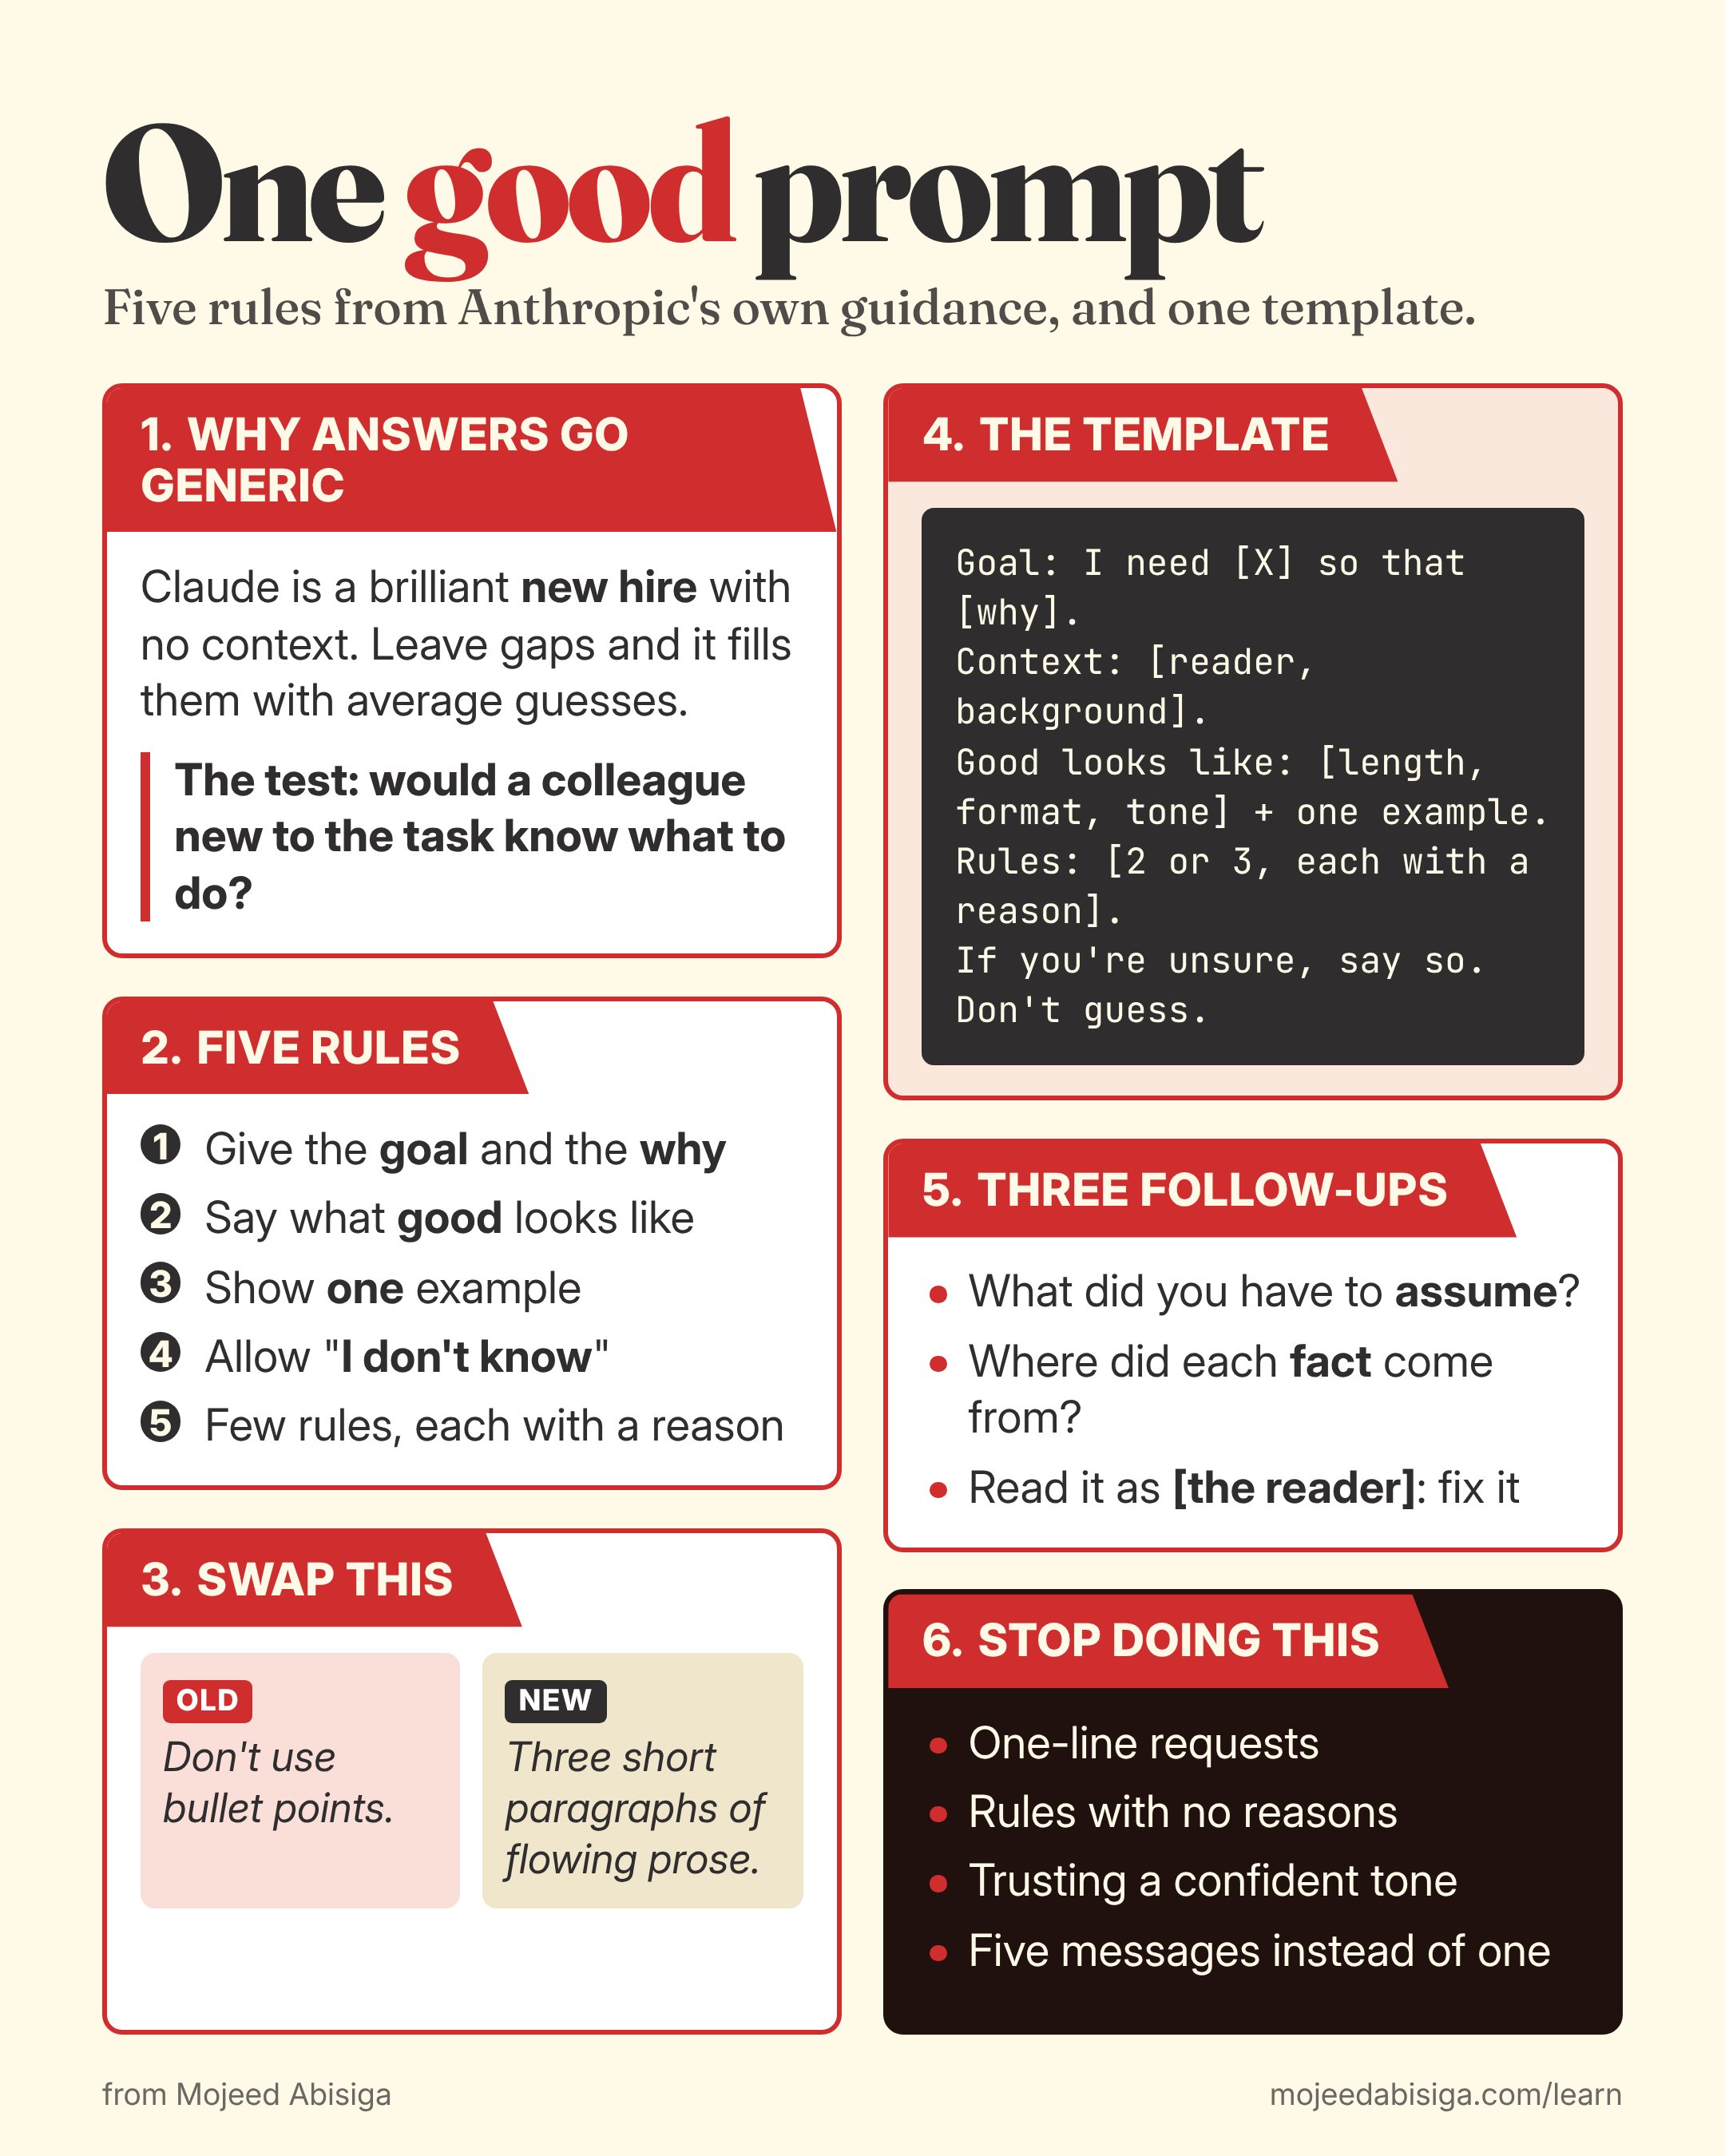 One good prompt
Five rules from Anthropic's own guidance, and one template.
1. WHY ANSWERS GO
GENERIC
Claude is a brilliant new hire with
no context. Leave gaps and it fills
them with average guesses.
The test: would a colleague
new to the task know what to
do?
2. FIVE RULES
1 Give the goal and the why
2 Say what good looks like
3 Show one example
4 Allow "I don't know"
5 Few rules, each with a reason
3. SWAP THIS
OLD
Don't use
bullet points.
NEW
Three short
paragraphs of
flowing prose.
4. THE TEMPLATE
Goal: I need [X] so that
[why].
Context: [reader,
background].
Good looks like: [length,
format, tone] + one example.
Rules: [2 or 3, each with a
reason].
If you're unsure, say so.
Don't guess.
5. THREE FOLLOW-UPS
• What did you have to assume?
• Where did each fact come
from?
• Read it as [the reader]: fix it
6. STOP DOING THIS
• One-line requests
• Rules with no reasons
• Trusting a confident tone
• Five messages instead of one
from Mojeed Abisiga
mojeedabisiga.com/learn